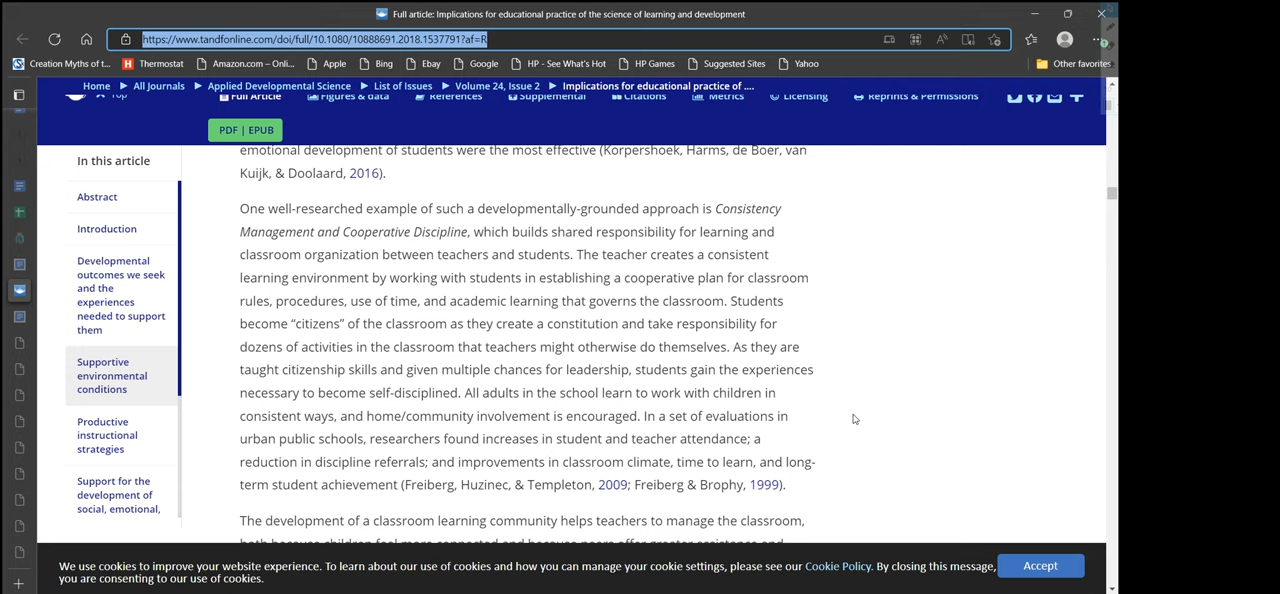 Full article: Implications for educational practice of the science of learning and development
https://www.tandfonline.com/doi/full/10.1080/10888691.2018.1537791?af=R
Creation Myths of t...
Thermostat
Amazon.com – Onli...
Apple
Bing
Ebay
Google
HP - See What's Hot
HP Games
Suggested Sites
Yahoo
Other favorites
Home
All Journals
Applied Developmental Science
List of Issues
Volume 24, Issue 2
Implications for educational practice of ....
Top
Full Article
Figures & data
References
Supplemental
Citations
Metrics
Licensing
Reprints & Permissions
PDF | EPUB
In this article
Abstract
Introduction
Developmental
outcomes we seek
and the
experiences
needed to support
them
Supportive
environmental
conditions
Productive
instructional
strategies
Support for the
development of
social, emotional,
emotional development of students were the most effective (Korpershoek, Harms, de Boer, van
Kuijk, & Doolaard, 2016).
One well-researched example of such a developmentally-grounded approach is Consistency
Management and Cooperative Discipline, which builds shared responsibility for learning and
classroom organization between teachers and students. The teacher creates a consistent
learning environment by working with students in establishing a cooperative plan for classroom
rules, procedures, use of time, and academic learning that governs the classroom. Students
become “citizens” of the classroom as they create a constitution and take responsibility for
dozens of activities in the classroom that teachers might otherwise do themselves. As they are
taught citizenship skills and given multiple chances for leadership, students gain the experiences
necessary to become self-disciplined. All adults in the school learn to work with children in
consistent ways, and home/community involvement is encouraged. In a set of evaluations in
urban public schools, researchers found increases in student and teacher attendance; a
reduction in discipline referrals; and improvements in classroom climate, time to learn, and long-
term student achievement (Freiberg, Huzinec, & Templeton, 2009; Freiberg & Brophy, 1999).
The development of a classroom learning community helps teachers to manage the classroom,
both because children feel more connected and because peers offer greater assistance and
We use cookies to improve your website experience. To learn about our use of cookies and how you can manage your cookie settings, please see our Cookie Policy. By closing this message,
you are consenting to our use of cookies.
Accept